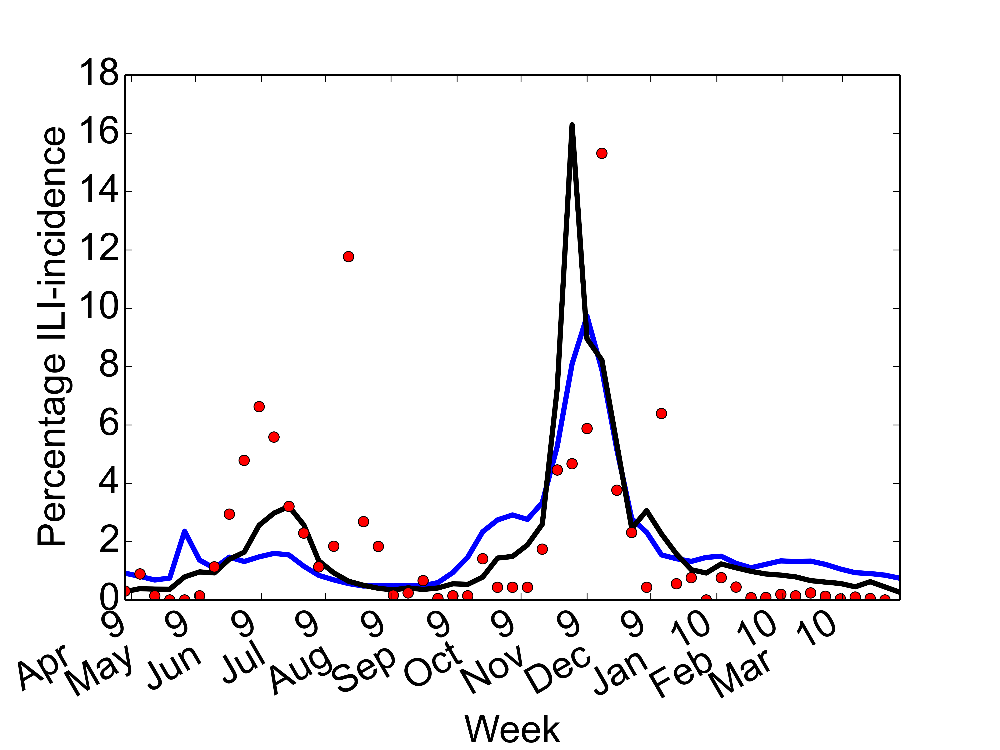 Percentage ILI-incidence
18
16
14
12
10
8
6
4
2
0
Apr 9
May 9
Jun 9
Jul 9
Aug 9
Sep 9
Oct 9
Nov 9
Dec 9
Jan 10
Feb 10
Mar 10
Week